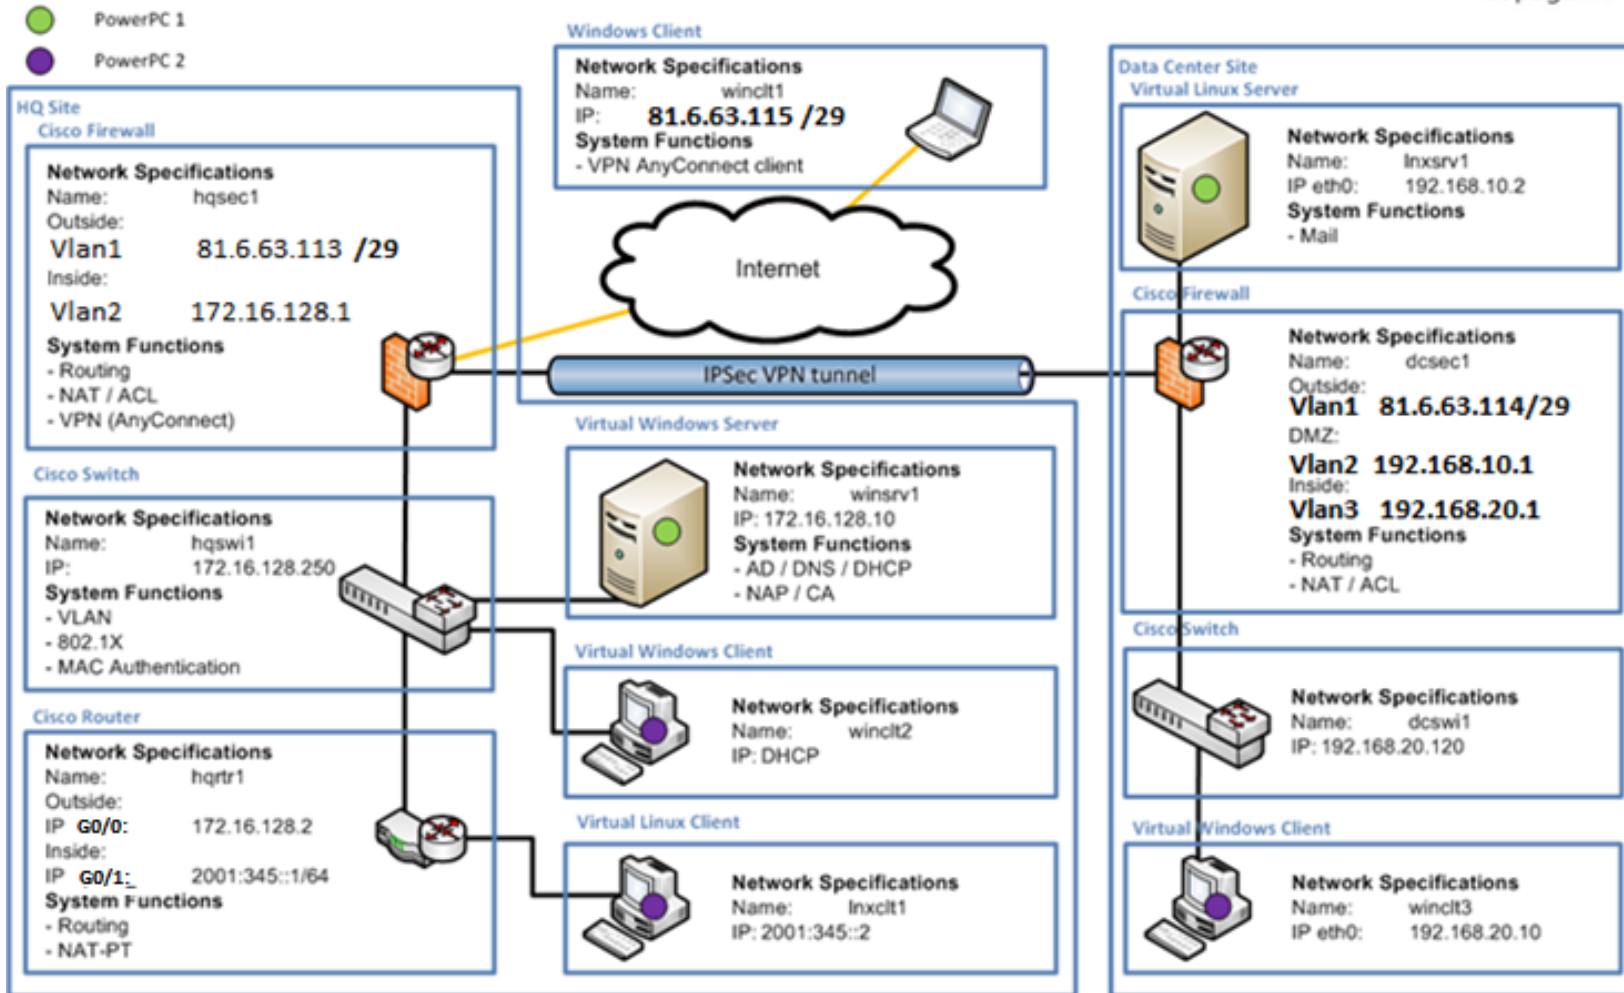 PowerPC 1
PowerPC 2
HQ Site
Cisco Firewall
Network Specifications
Name: hqsec1
Outside:
Vlan1 81.6.63.113 /29
Inside:
Vlan2 172.16.128.1
System Functions
- Routing
- NAT / ACL
- VPN (AnyConnect)
Cisco Switch
Network Specifications
Name: hqswi1
IP: 172.16.128.250
System Functions
- VLAN
- 802.1X
- MAC Authentication
Cisco Router
Network Specifications
Name: hqrtr1
Outside:
IP G0/0: 172.16.128.2
Inside:
IP G0/1: 2001:345::1/64
System Functions
- Routing
- NAT-PT
Windows Client
Network Specifications
Name: winclt1
IP: 81.6.63.115 /29
System Functions
- VPN AnyConnect client
Internet
IPSec VPN tunnel
Virtual Windows Server
Network Specifications
Name: winsrv1
IP: 172.16.128.10
System Functions
- AD / DNS / DHCP
- NAP / CA
Virtual Windows Client
Network Specifications
Name: winclt2
IP: DHCP
Virtual Linux Client
Network Specifications
Name: lnxclt1
IP: 2001:345::2
Data Center Site
Virtual Linux Server
Network Specifications
Name: lnxsrv1
IP eth0: 192.168.10.2
System Functions
- Mail
Cisco Firewall
Network Specifications
Name: dcsec1
Outside:
Vlan1 81.6.63.114/29
DMZ:
Vlan2 192.168.10.1
Inside:
Vlan3 192.168.20.1
System Functions
- Routing
- NAT / ACL
Cisco Switch
Network Specifications
Name: dcswi1
IP: 192.168.20.120
Virtual Windows Client
Network Specifications
Name: winclt3
IP eth0: 192.168.20.10